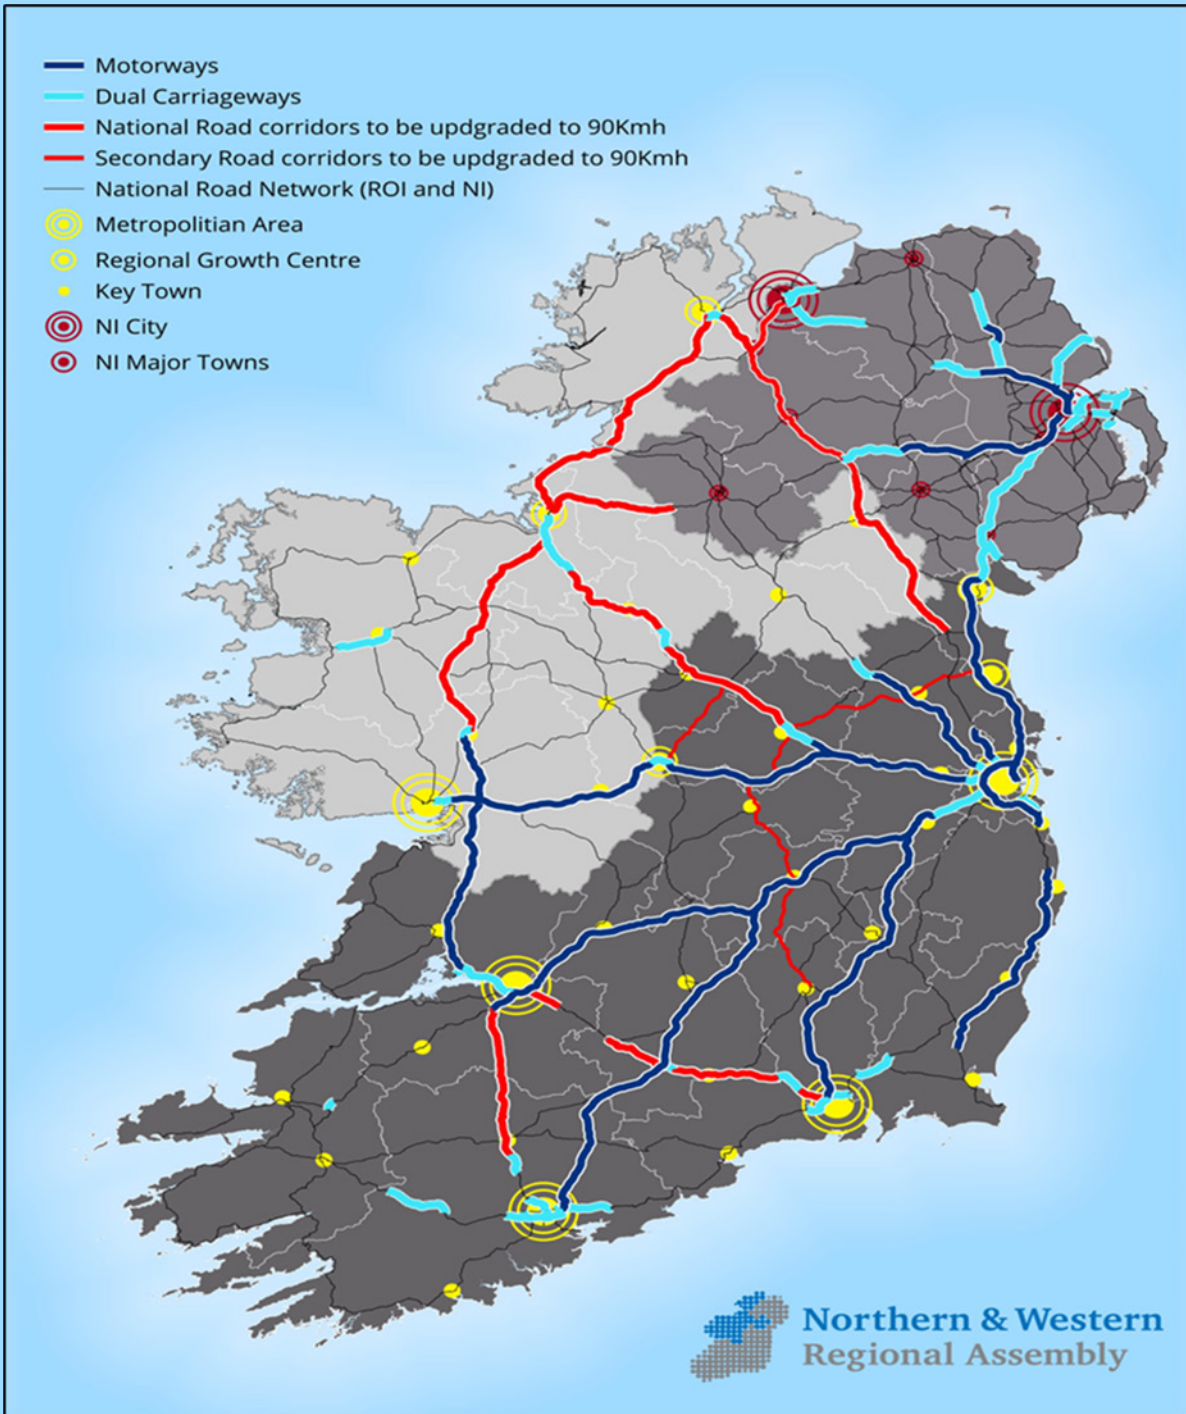 Motorways
Dual Carriageways
National Road corridors to be updgraded to 90Kmh
Secondary Road corridors to be updgraded to 90Kmh
National Road Network (ROI and NI)
Metropolitian Area
Regional Growth Centre
Key Town
NI City
NI Major Towns
Northern & Western
Regional Assembly